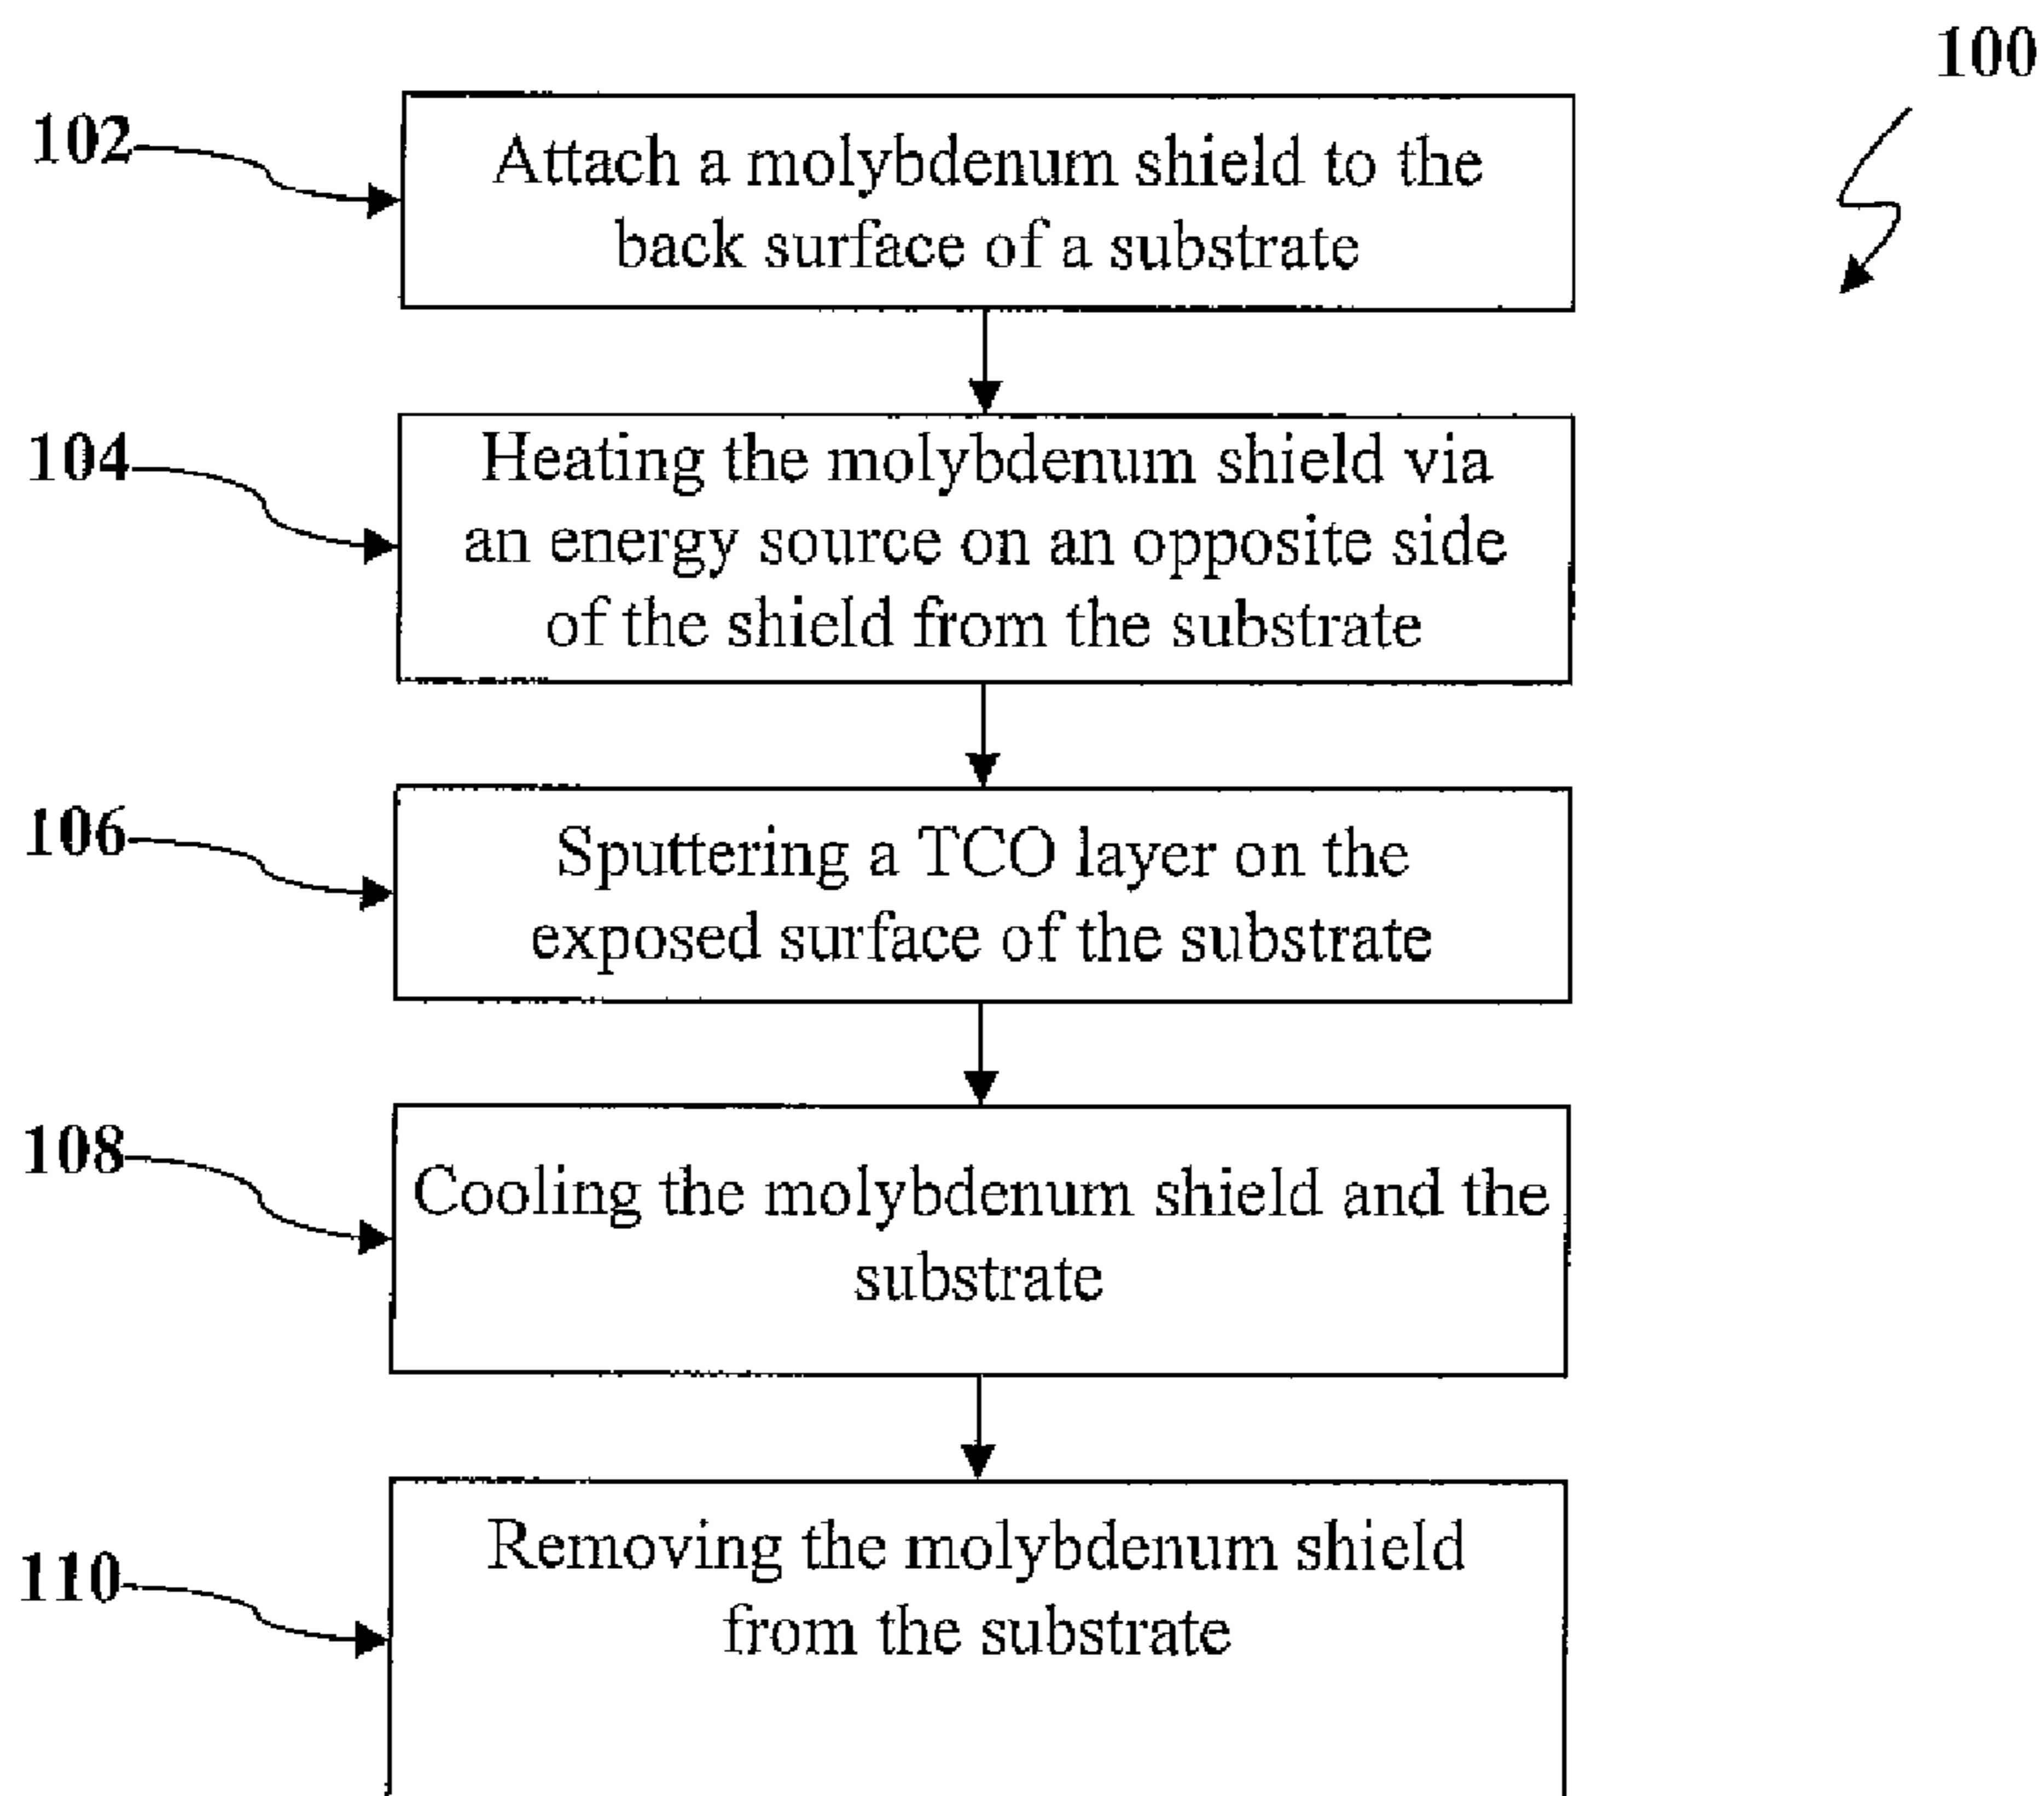 100
102
Attach a molybdenum shield to the
back surface of a substrate
104
Heating the molybdenum shield via
an energy source on an opposite side
of the shield from the substrate
106
Sputtering a TCO layer on the
exposed surface of the substrate
108
Cooling the molybdenum shield and the
substrate
110
Removing the molybdenum shield
from the substrate